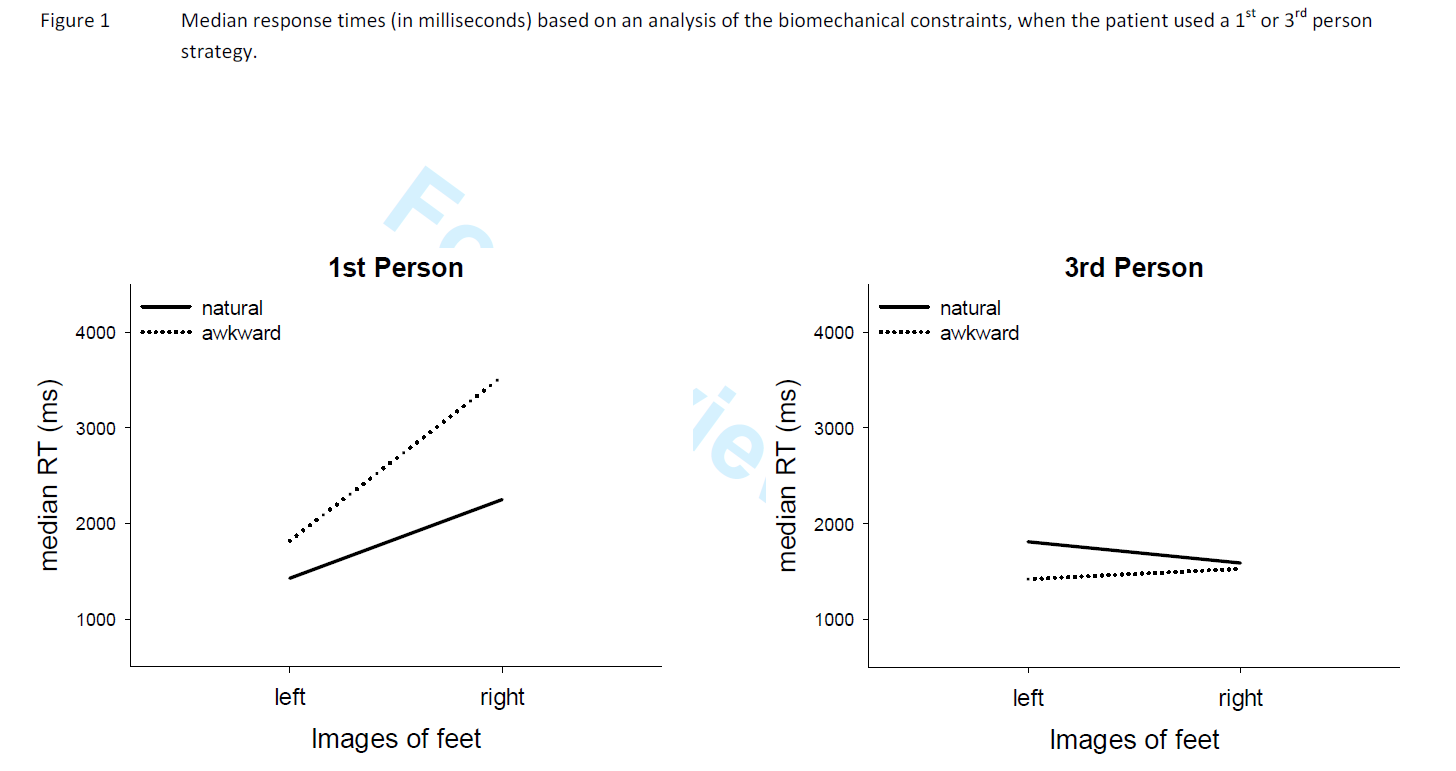 Figure 1 Median response times (in milliseconds) based on an analysis of the biomechanical constraints, when the patient used a 1st or 3rd person
strategy.
1st Person
natural
awkward
4000
3000
2000
1000
median RT (ms)
left right
Images of feet
3rd Person
natural
awkward
4000
3000
2000
1000
median RT (ms)
left right
Images of feet